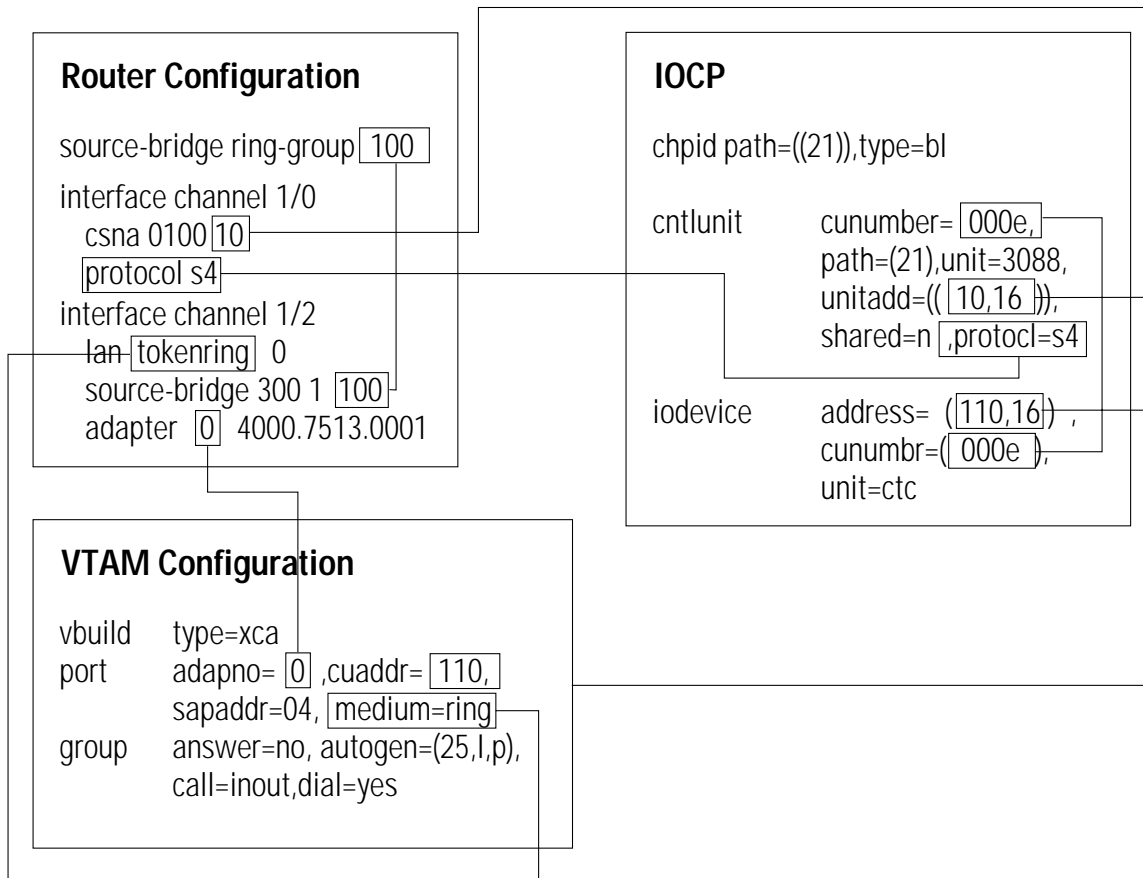 Router Configuration
source-bridge ring-group 100
interface channel 1/0
csna 0100 10
protocol s4
interface channel 1/2
lan tokenring 0
source-bridge 300 1 100
adapter 0 4000.7513.0001
IOCP
chpid path=((21)),type=bl
cntlunit cunumber= 000e,
path=(21),unit=3088,
unitadd=(( 10,16 )),
shared=n ,protocl=s4
iodevice address= (110,16) ,
cunumbr=( 000e ),
unit=ctc
VTAM Configuration
vbuild type=xca
port adapno= 0 ,cuaddr= 110,
sapaddr=04, medium=ring
group answer=no, autogen=(25,l,p),
call=inout,dial=yes